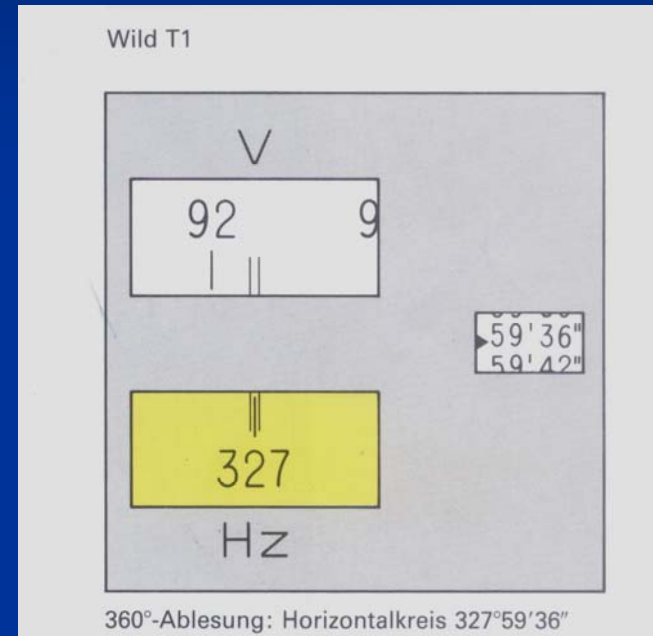 Wild T1
V
92 9
59'36"
59'42"
327
Hz
360°-Ablesung: Horizontalkreis 327°59'36"